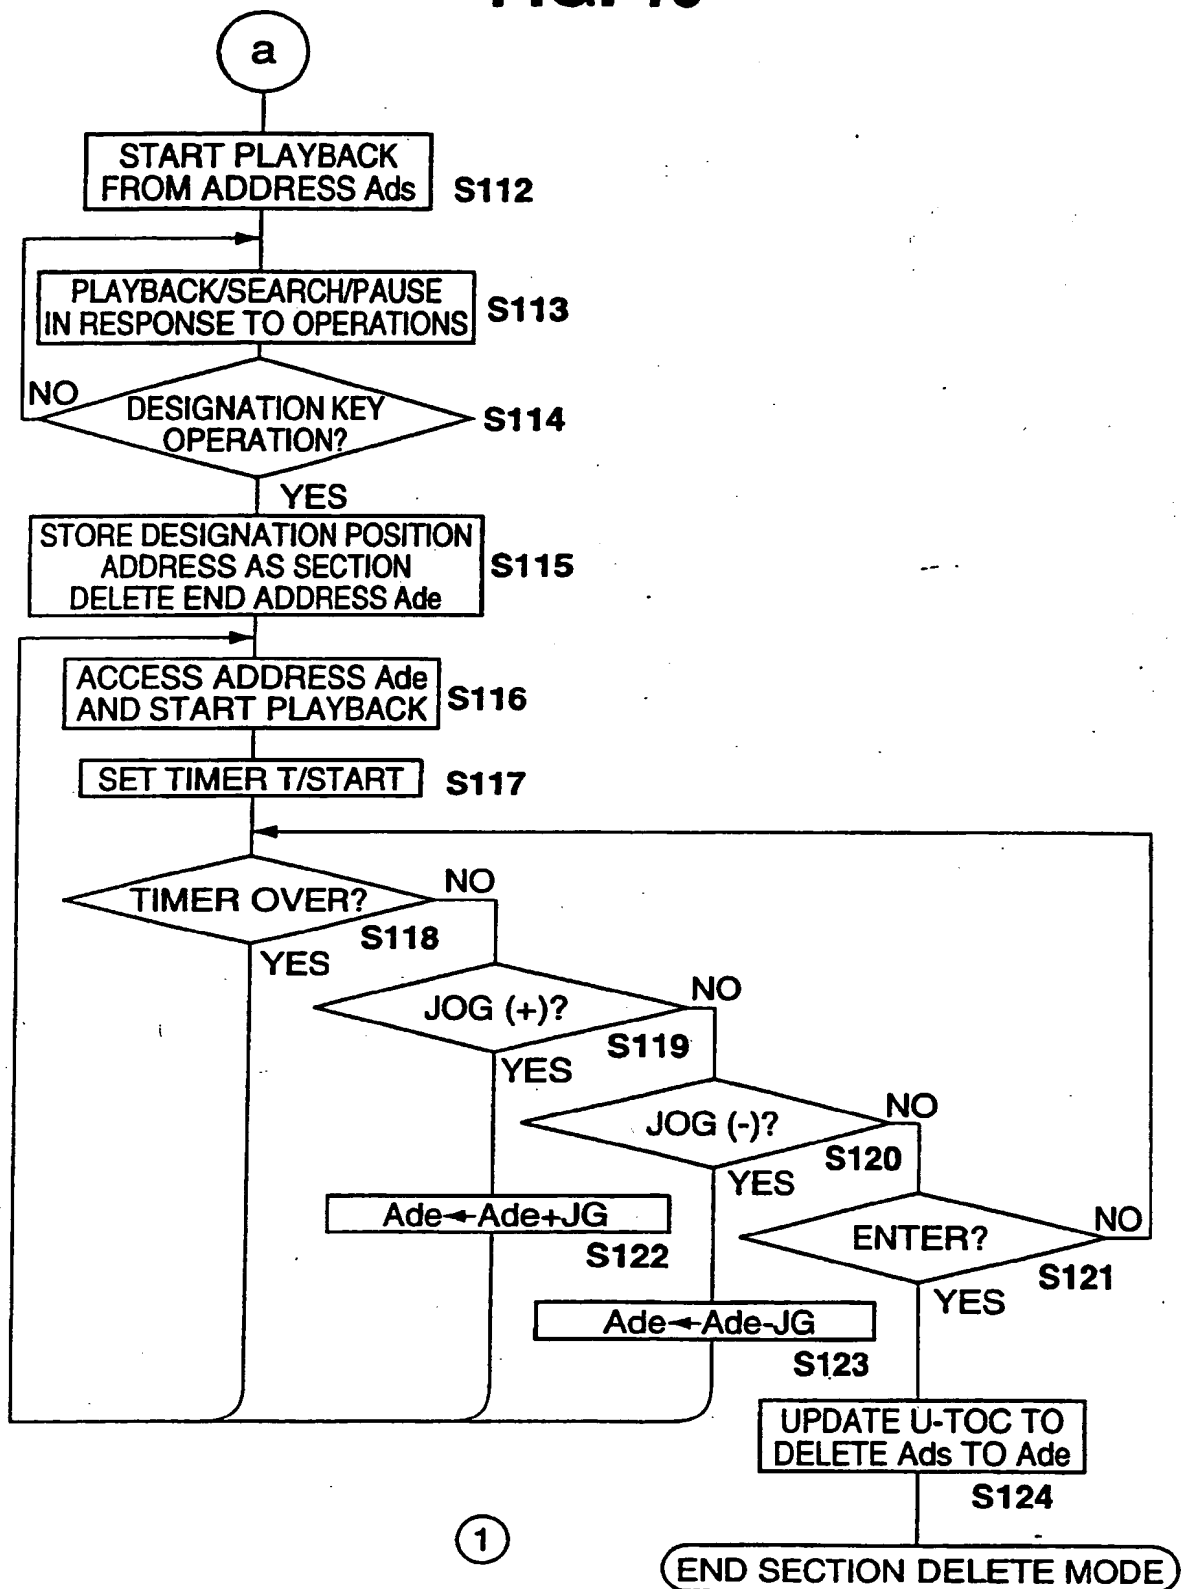 a
START PLAYBACK
FROM ADDRESS Ads
S112
PLAYBACK/SEARCH/PAUSE
IN RESPONSE TO OPERATIONS
S113
NO
DESIGNATION KEY
OPERATION?
S114
YES
STORE DESIGNATION POSITION
ADDRESS AS SECTION
DELETE END ADDRESS Ade
S115
ACCESS ADDRESS Ade
AND START PLAYBACK
S116
SET TIMER T/START
S117
TIMER OVER?
NO
S118
YES
JOG (+)?
NO
S119
YES
JOG (-)?
NO
S120
YES
Ade←Ade+JG
S122
ENTER?
NO
S121
YES
Ade←Ade-JG
S123
UPDATE U-TOC TO
DELETE Ads TO Ade
S124
1
END SECTION DELETE MODE